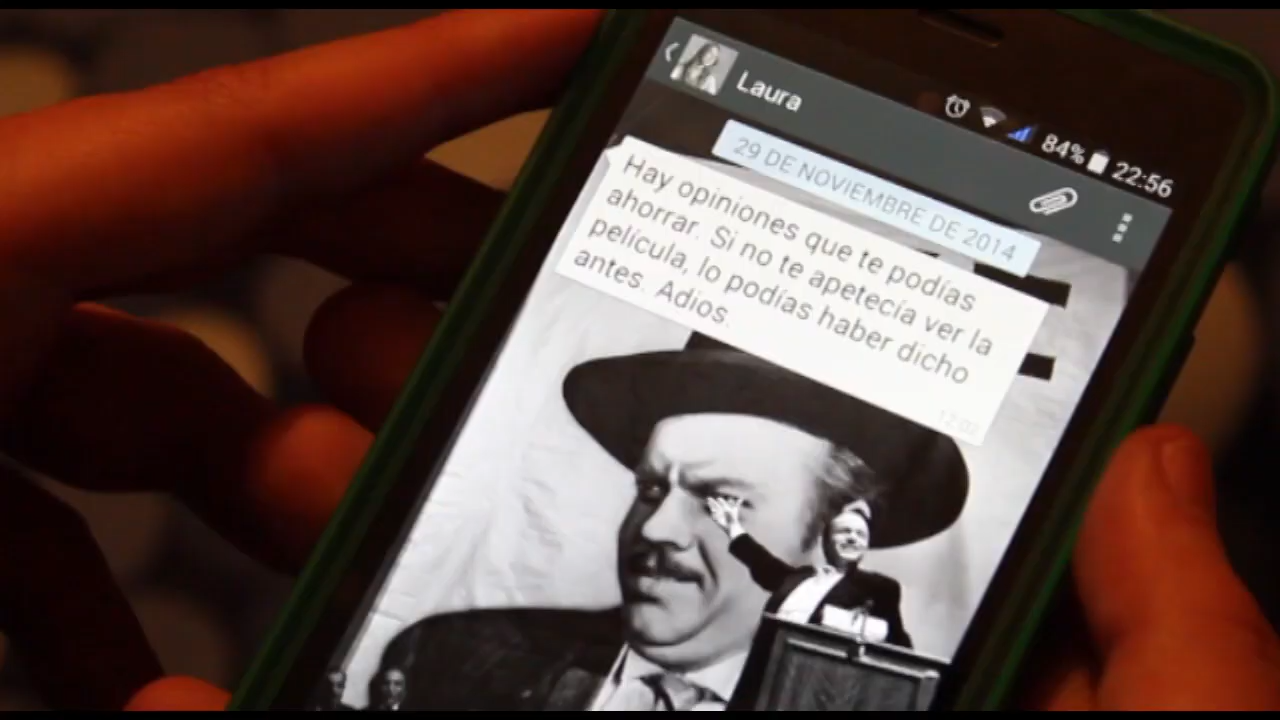 Laura
84% 22:56
29 DE NOVIEMBRE DE 2014
Hay opiniones que te podías
ahorrar. Si no te apetecía ver la
película, lo podías haber dicho
antes. Adios.